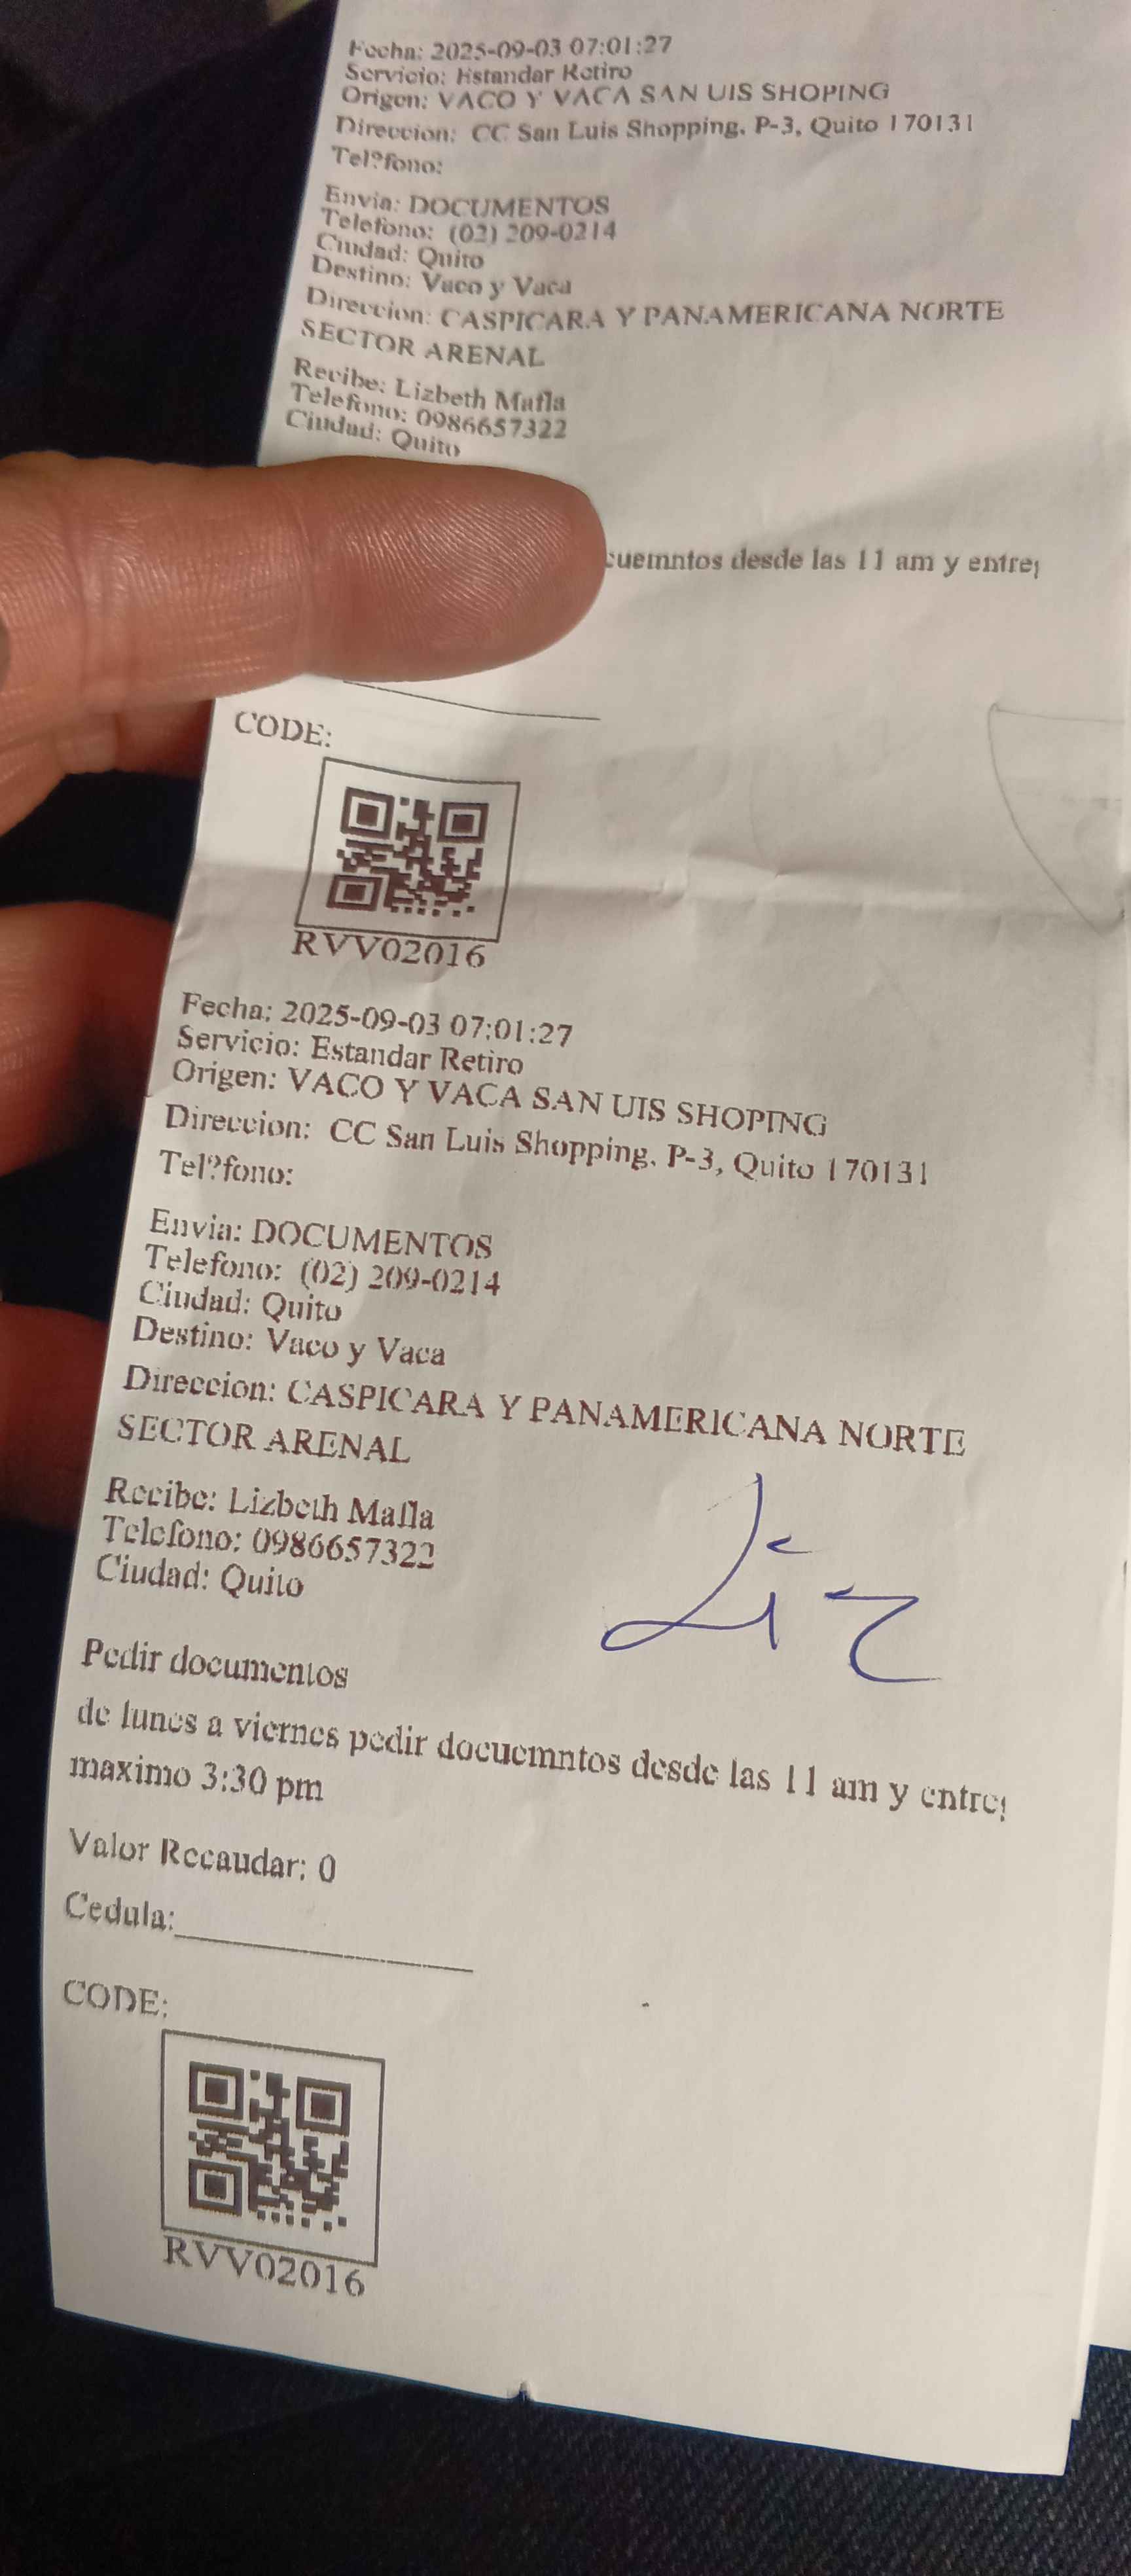 Fecha: 2025-09-03 07:01:27
Servicio: Estandar Retiro
Origen: VACO Y VACA SAN UIS SHOPING
Direccion: CC San Luis Shopping, P-3, Quito 170131
Tel?fono:
Envia: DOCUMENTOS
Telefono: (02) 209-0214
Ciudad: Quito
Destino: Vaco y Vaca
Direccion: CASPICARA Y PANAMERICANA NORTE
SECTOR ARENAL
Recibe: Lizbeth Mafla
Telefono: 0986657322
Ciudad: Quito
desde las 11 am y
CODE:
RVV02016
Fecha: 2025-09-03 07:01:27
Servicio: Estandar Retiro
Origen: VACO Y VACA SAN UIS SHOPING
Direccion: CC San Luis Shopping, P-3, Quito 170131
Tel?fono:
Envia: DOCUMENTOS
Telefono: (02) 209-0214
Ciudad: Quito
Destino: Vaco y Vaca
Direccion: CASPICARA Y PANAMERICANA NORTE
SECTOR ARENAL
Recibe: Lizbeth Mafla
Telefono: 0986657322
Ciudad: Quito
Liz
Pedir documentos
de lunes a viernes pedir docuemntos desde las 11 am y
maximo 3:30 pm
Valor Recaudar: 0
Cedula:
CODE:
RVV02016